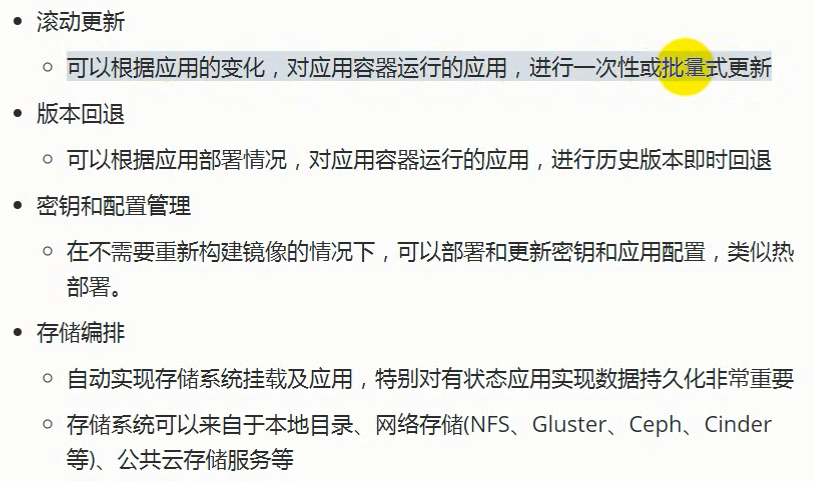 滚动更新
可以根据应用的变化，对应用容器运行的应用，进行一次性或批量式更新
版本回退
可以根据应用部署情况，对应用容器运行的应用，进行历史版本即时回退
密钥和配置管理
在不需要重新构建镜像的情况下，可以部署和更新密钥和应用配置，类似热
部署。
存储编排
自动实现存储系统挂载及应用，特别对有状态应用实现数据持久化非常重要
存储系统可以来自于本地目录、网络存储(NFS、Gluster、Ceph、Cinder
等)、公共云存储服务等